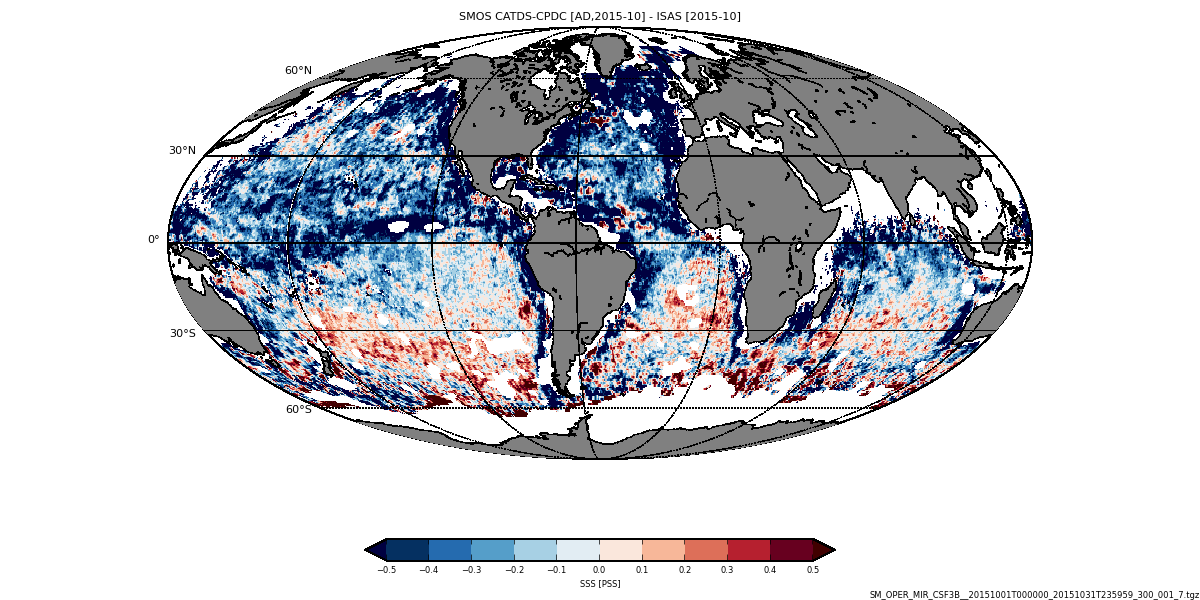 SMOS CATDS-CPDC [AD,2015-10] - ISAS [2015-10]
60°N
30°N
0°
30°S
60°S
−0.5 −0.4 −0.3 −0.2 −0.1 0.0 0.1 0.2 0.3 0.4 0.5
SSS [PSS]
SM_OPER_MIR_CSF3B__20151001T000000_20151031T235959_300_001_7.tgz